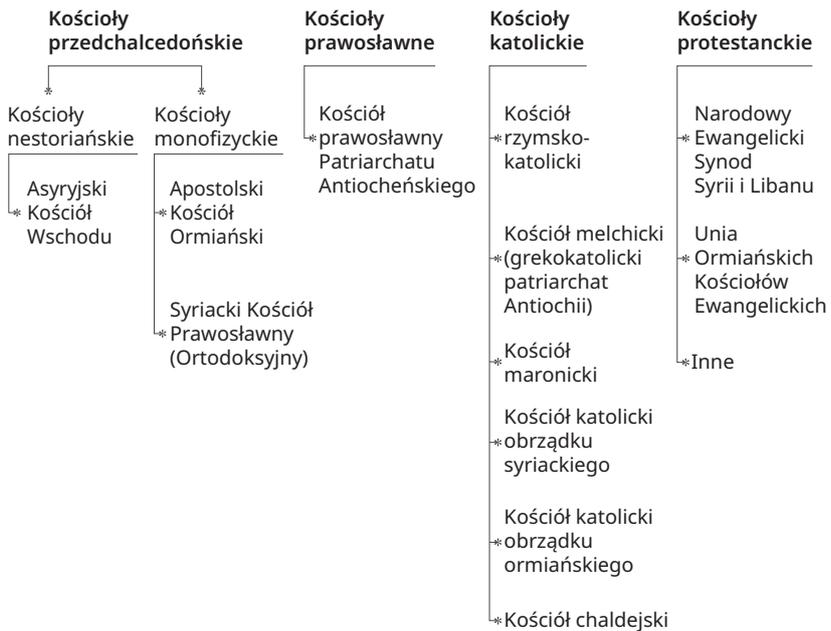 Kościoły
przedchalcedońskie
Kościoły
nestoriańskie
Asyryjski
Kościół
Wschodu
Kościoły
monofizyckie
Apostolski
Kościół
Ormiański
Syriacki Kościół
Prawosławny
(Ortodoksyjny)
Kościoły
prawosławne
Kościół
prawosławny
Patriarchatu
Antiocheńskiego
Kościoły
katolickie
Kościół
rzymsko-
katolicki
Kościół melchicki
(grekokatolicki
patriarchat
Antiochii)
Kościół
maronicki
Kościół katolicki
obrządku
syriackiego
Kościół katolicki
obrządku
ormiańskiego
Kościół chaldejski
Kościoły
protestanckie
Narodowy
Ewangelicki
Synod
Syrii i Libanu
Unia
Ormiańskich
Kościołów
Ewangelickich
Inne